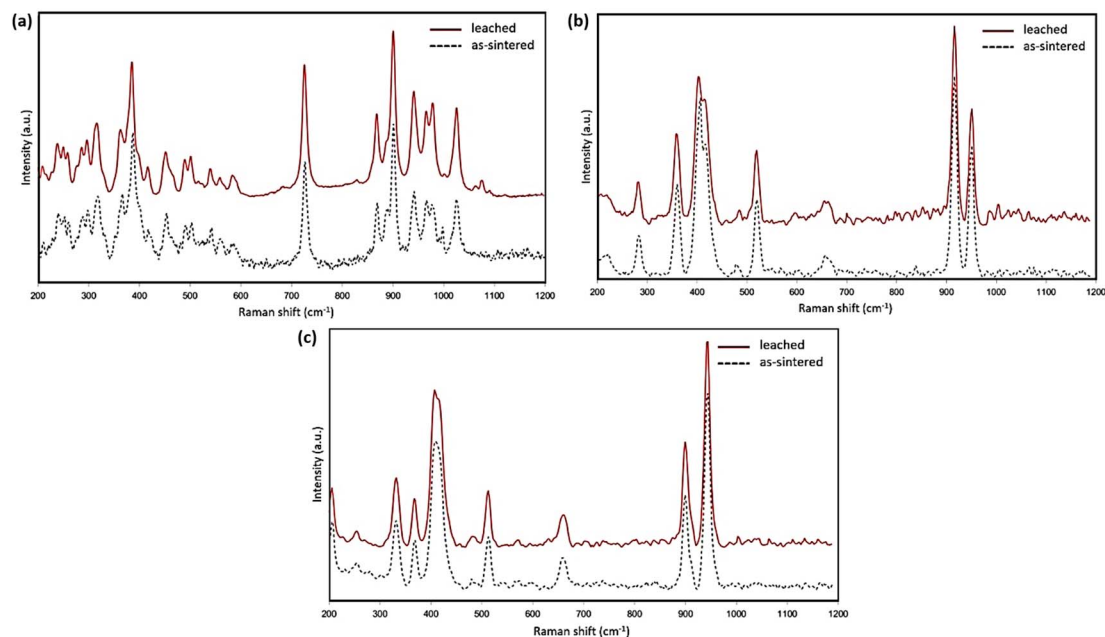 (a)
leached
as-sintered
Intensity (a.u.)
200 300 400 500 600 700 800 900 1000 1100 1200
Raman shift (cm⁻¹)
(b)
leached
as-sintered
Intensity (a.u.)
200 300 400 500 600 700 800 900 1000 1100 1200
Raman shift (cm⁻¹)
(c)
leached
as-sintered
Intensity (a.u.)
200 300 400 500 600 700 800 900 1000 1100 1200
Raman shift (cm⁻¹)